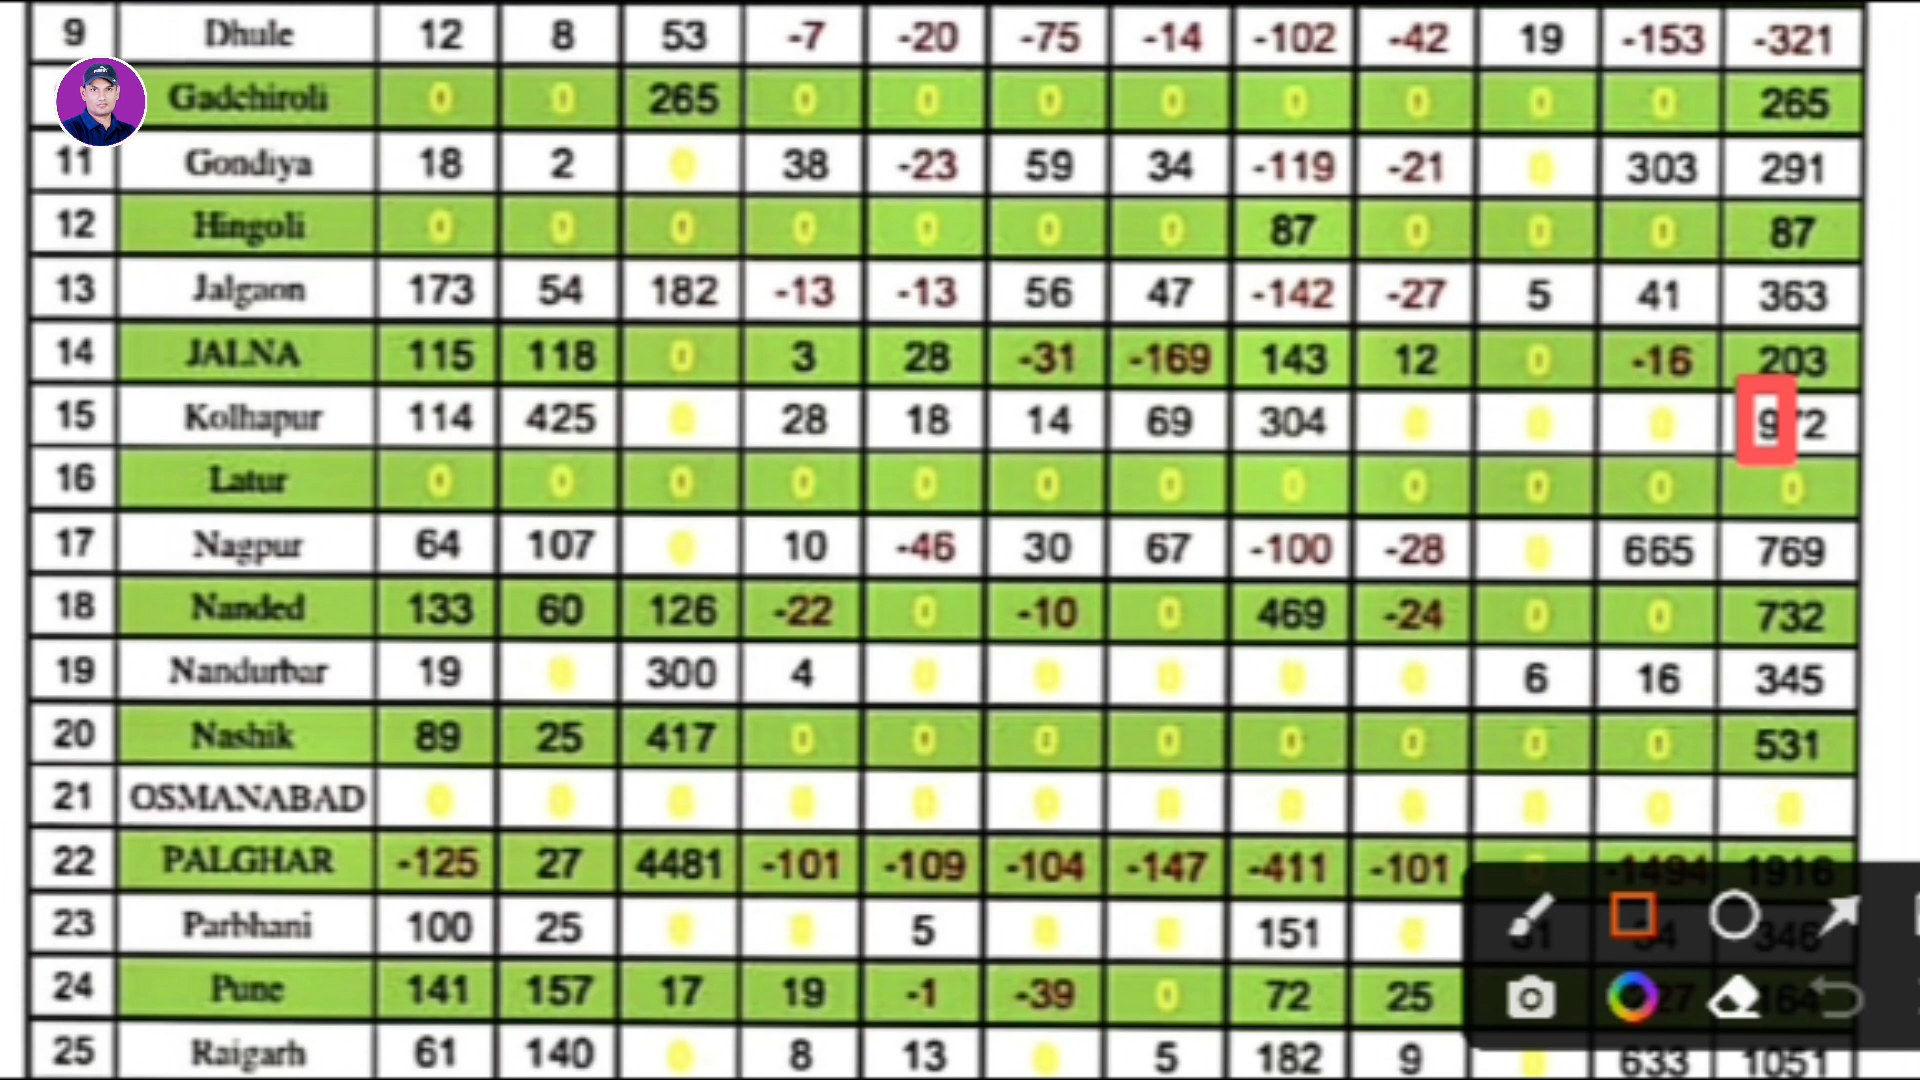 9 Dhule 12 8 53 -7 -20 -75 -14 -102 -42 19 -153 -321
Gadchiroli 0 0 265 0 0 0 0 0 0 0 0 265
11 Gondiya 18 2 0 38 -23 59 34 -119 -21 0 303 291
12 Hingoli 0 0 0 0 0 0 0 87 0 0 0 87
13 Jalgaon 173 54 182 -13 -13 56 47 -142 -27 5 41 363
14 JALNA 115 118 0 3 28 -31 -169 143 12 0 -16 203
15 Kolhapur 114 425 0 28 18 14 69 304 0 0 0 972
16 Latur 0 0 0 0 0 0 0 0 0 0 0 0
17 Nagpur 64 107 0 10 -46 30 67 -100 -28 0 665 769
18 Nanded 133 60 126 -22 0 -10 0 469 -24 0 0 732
19 Nandurbar 19 0 300 4 0 0 0 0 0 6 16 345
20 Nashik 89 25 417 0 0 0 0 0 0 0 0 531
21 OSMANABAD 0 0 0 0 0 0 0 0 0 0 0 0
22 PALGHAR -125 27 4481 -101 -109 -104 -147 -411 -101 -1494 1916
23 Parbhani 100 25 0 0 5 0 0 151 0 346
24 Pune 141 157 17 19 -1 -39 0 72 25
25 Raigarh 61 140 0 8 13 0 5 182 9 0 633 1051